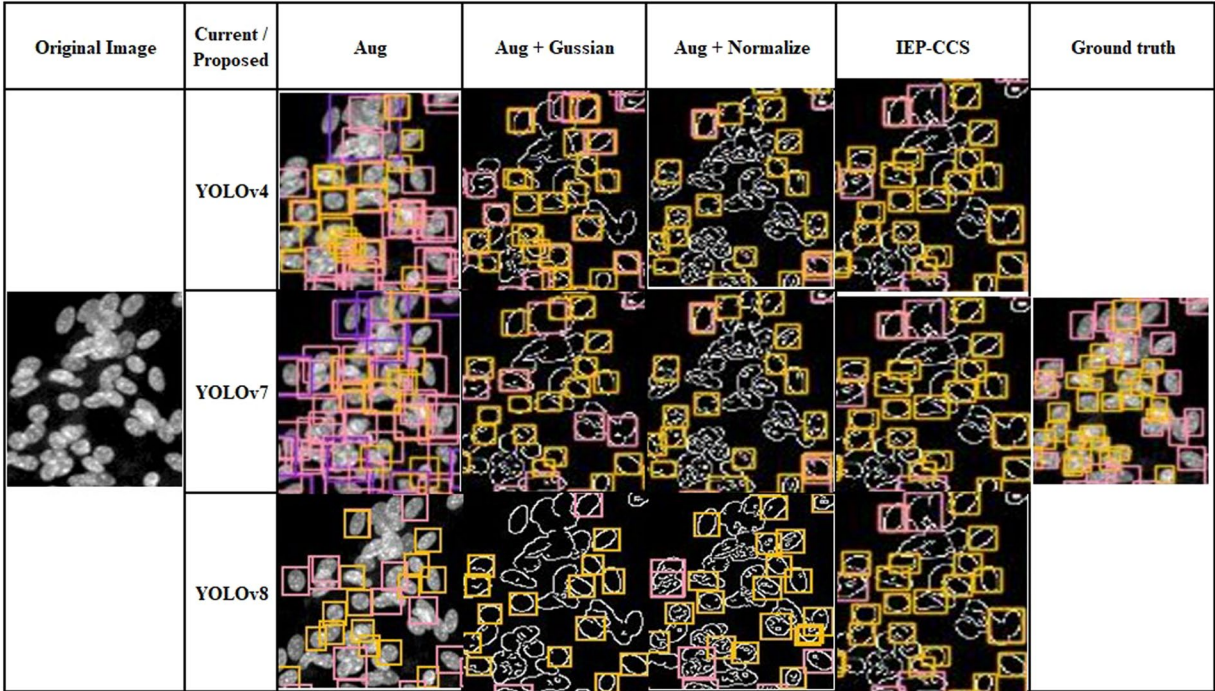 Original Image
Current /
Proposed
Aug
Aug + Gussian
Aug + Normalize
IEP-CCS
Ground truth
YOLOv4
YOLOv7
YOLOv8